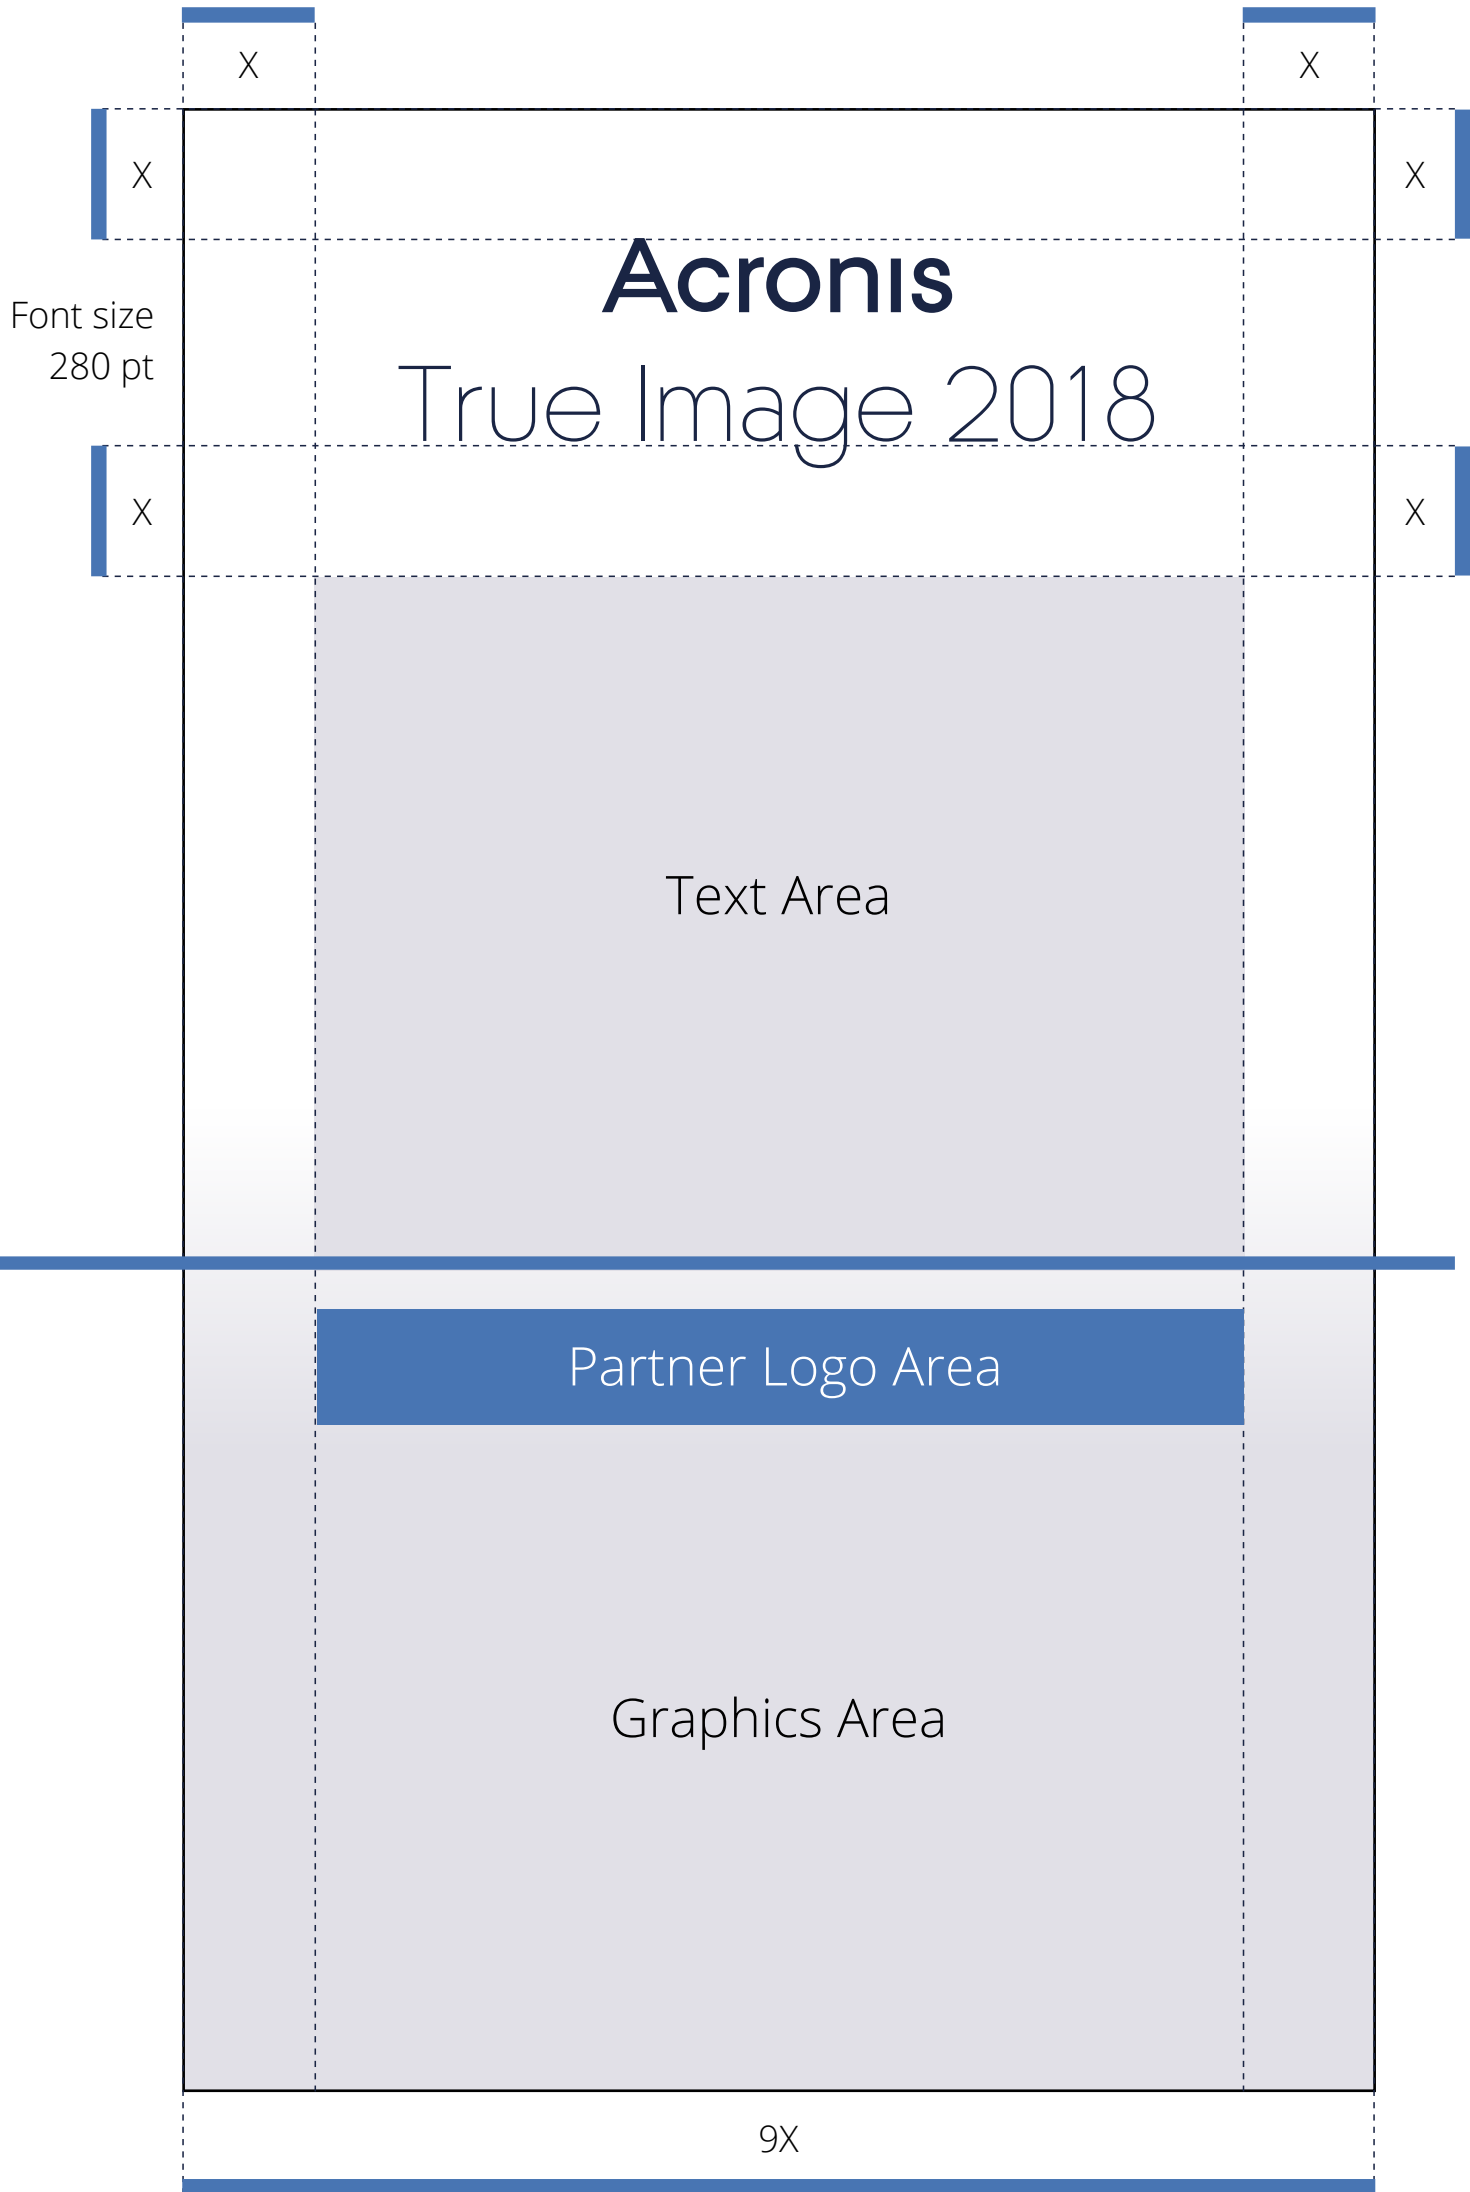 X X
X X
Acronis
Font size
280 pt
True Image 2018
X X
Text Area
Partner Logo Area
Graphics Area
9X